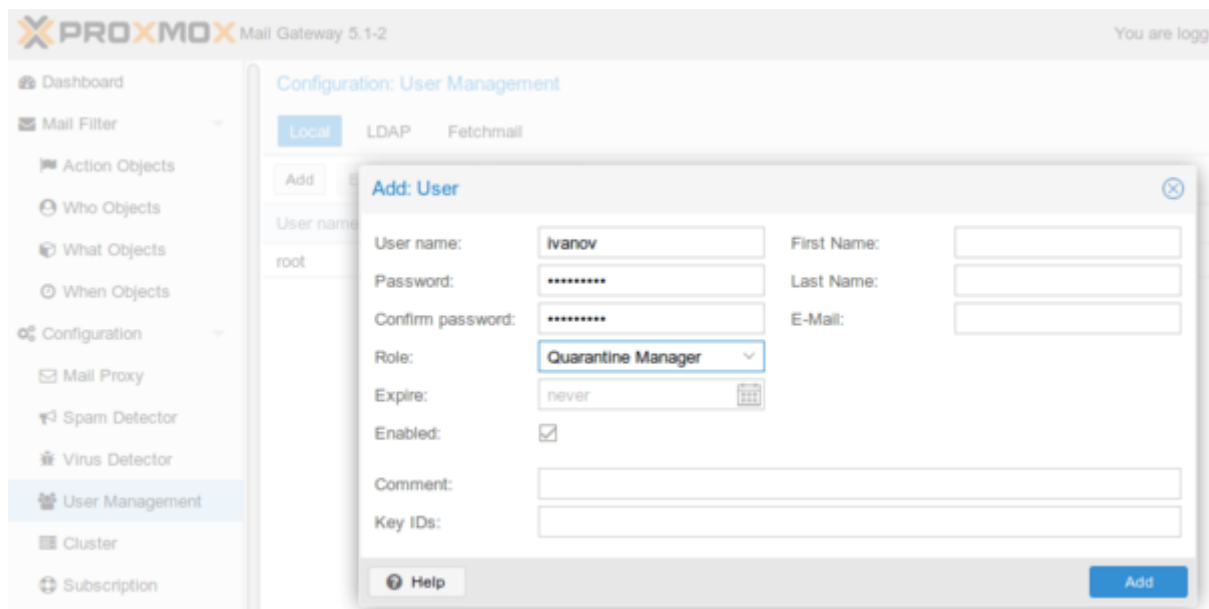 PROXMOX Mail Gateway 5.1-2
You are logg
Dashboard
Mail Filter
Action Objects
Who Objects
What Objects
When Objects
Configuration
Mail Proxy
Spam Detector
Virus Detector
User Management
Cluster
Subscription
Configuration: User Management
Local LDAP Fetchmail
Add
User name
root
Add: User
User name: ivanov First Name:
Password: ••••••••• Last Name:
Confirm password: ••••••••• E-Mail:
Role: Quarantine Manager
Expire: never
Enabled:
Comment:
Key IDs:
Help Add